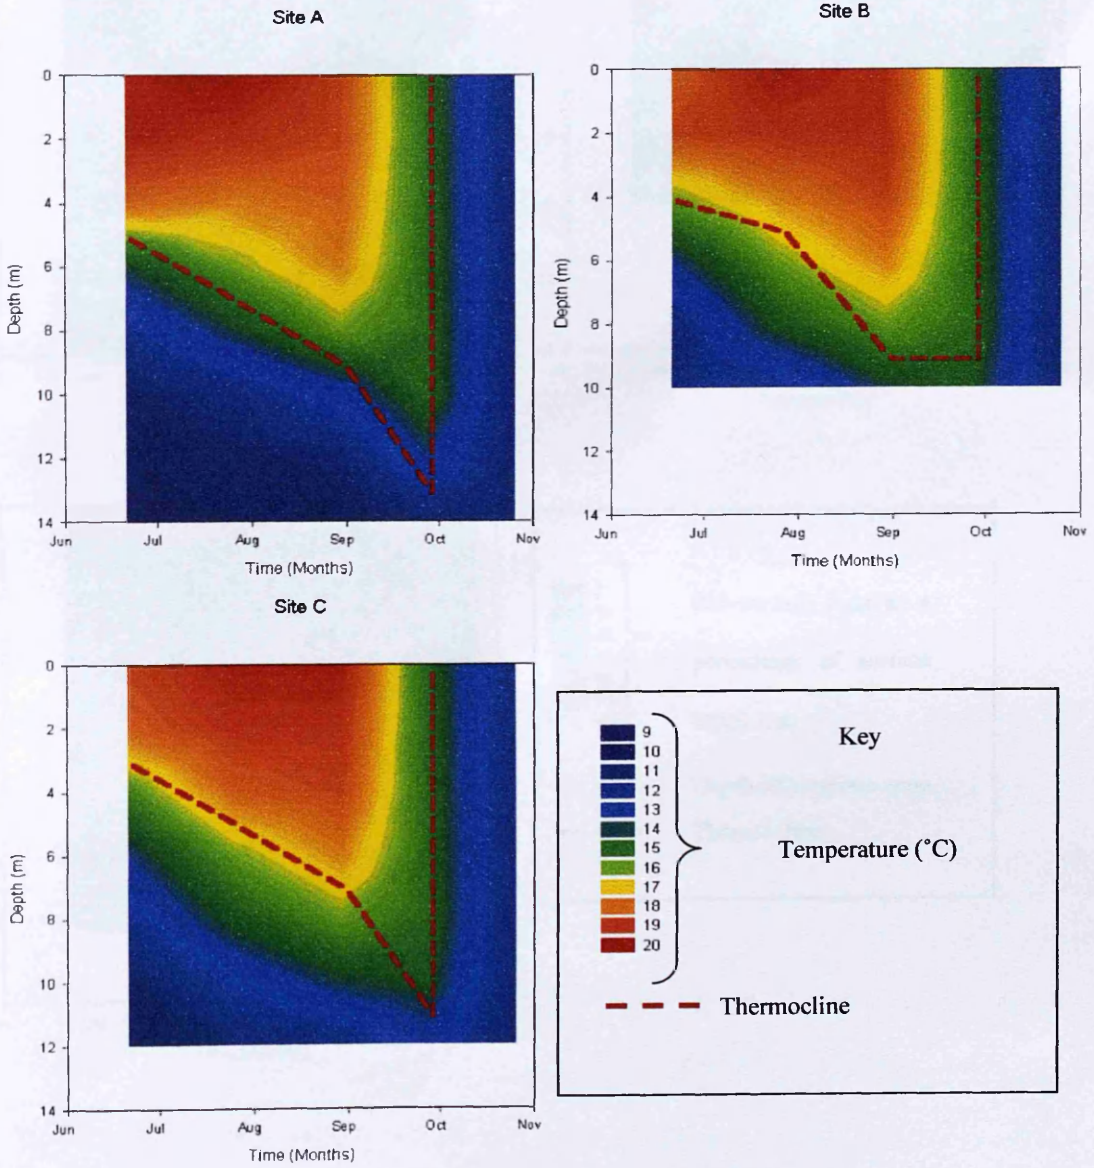 Site A
0
2
4
6
8
10
12
14
Depth (m)
Jun Jul Aug Sep Oct Nov
Time (Months)
Site B
0
2
4
6
8
10
12
14
Depth (m)
Jun Jul Aug Sep Oct Nov
Time (Months)
Site C
0
2
4
6
8
10
12
14
Depth (m)
Jun Jul Aug Sep Oct Nov
Time (Months)
Key
9
10
11
12
13
14
15
16
17
18
19
20
Temperature (˚C)
Thermocline